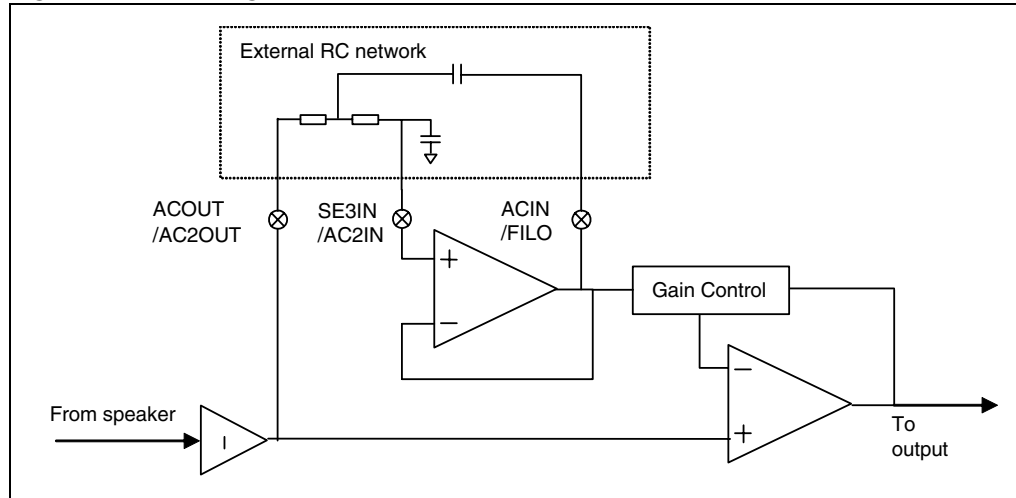 External RC network
ACOUT
/AC2OUT
SE3IN
/AC2IN
ACIN
/FILO
+
−
Gain Control
−
+
From speaker
I
To
output